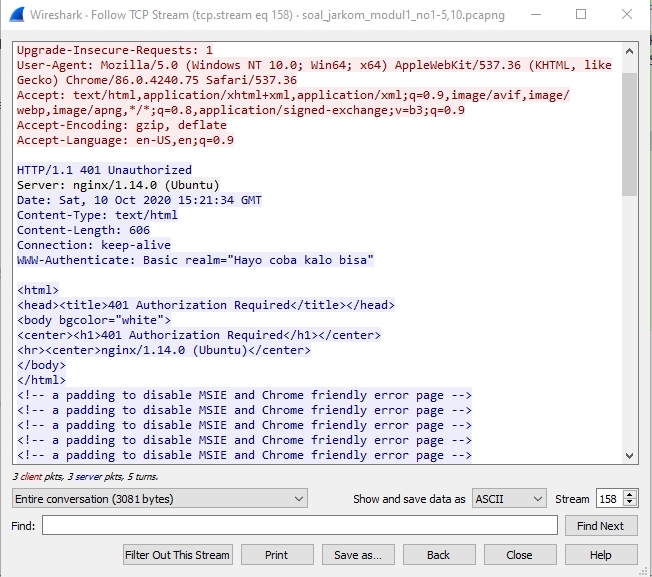 Wireshark · Follow TCP Stream (tcp.stream eq 158) · soal_jarkom_modul1_no1-5,10.pcapng
Upgrade-Insecure-Requests: 1
User-Agent: Mozilla/5.0 (Windows NT 10.0; Win64; x64) AppleWebKit/537.36 (KHTML, like
Gecko) Chrome/86.0.4240.75 Safari/537.36
Accept: text/html,application/xhtml+xml,application/xml;q=0.9,image/avif,image/
webp,image/apng,*/*;q=0.8,application/signed-exchange;v=b3;q=0.9
Accept-Encoding: gzip, deflate
Accept-Language: en-US,en;q=0.9

HTTP/1.1 401 Unauthorized
Server: nginx/1.14.0 (Ubuntu)
Date: Sat, 10 Oct 2020 15:21:34 GMT
Content-Type: text/html
Content-Length: 606
Connection: keep-alive
WWW-Authenticate: Basic realm="Hayo coba kalo bisa"

<html>
<head><title>401 Authorization Required</title></head>
<body bgcolor="white">
<center><h1>401 Authorization Required</h1></center>
<hr><center>nginx/1.14.0 (Ubuntu)</center>
</body>
</html>
<!-- a padding to disable MSIE and Chrome friendly error page -->
<!-- a padding to disable MSIE and Chrome friendly error page -->
<!-- a padding to disable MSIE and Chrome friendly error page -->
<!-- a padding to disable MSIE and Chrome friendly error page -->
<!-- a padding to disable MSIE and Chrome friendly error page -->
3 client pkts, 3 server pkts, 5 turns.
Entire conversation (3081 bytes) Show and save data as ASCII Stream 158
Find: Find Next
Filter Out This Stream Print Save as... Back Close Help